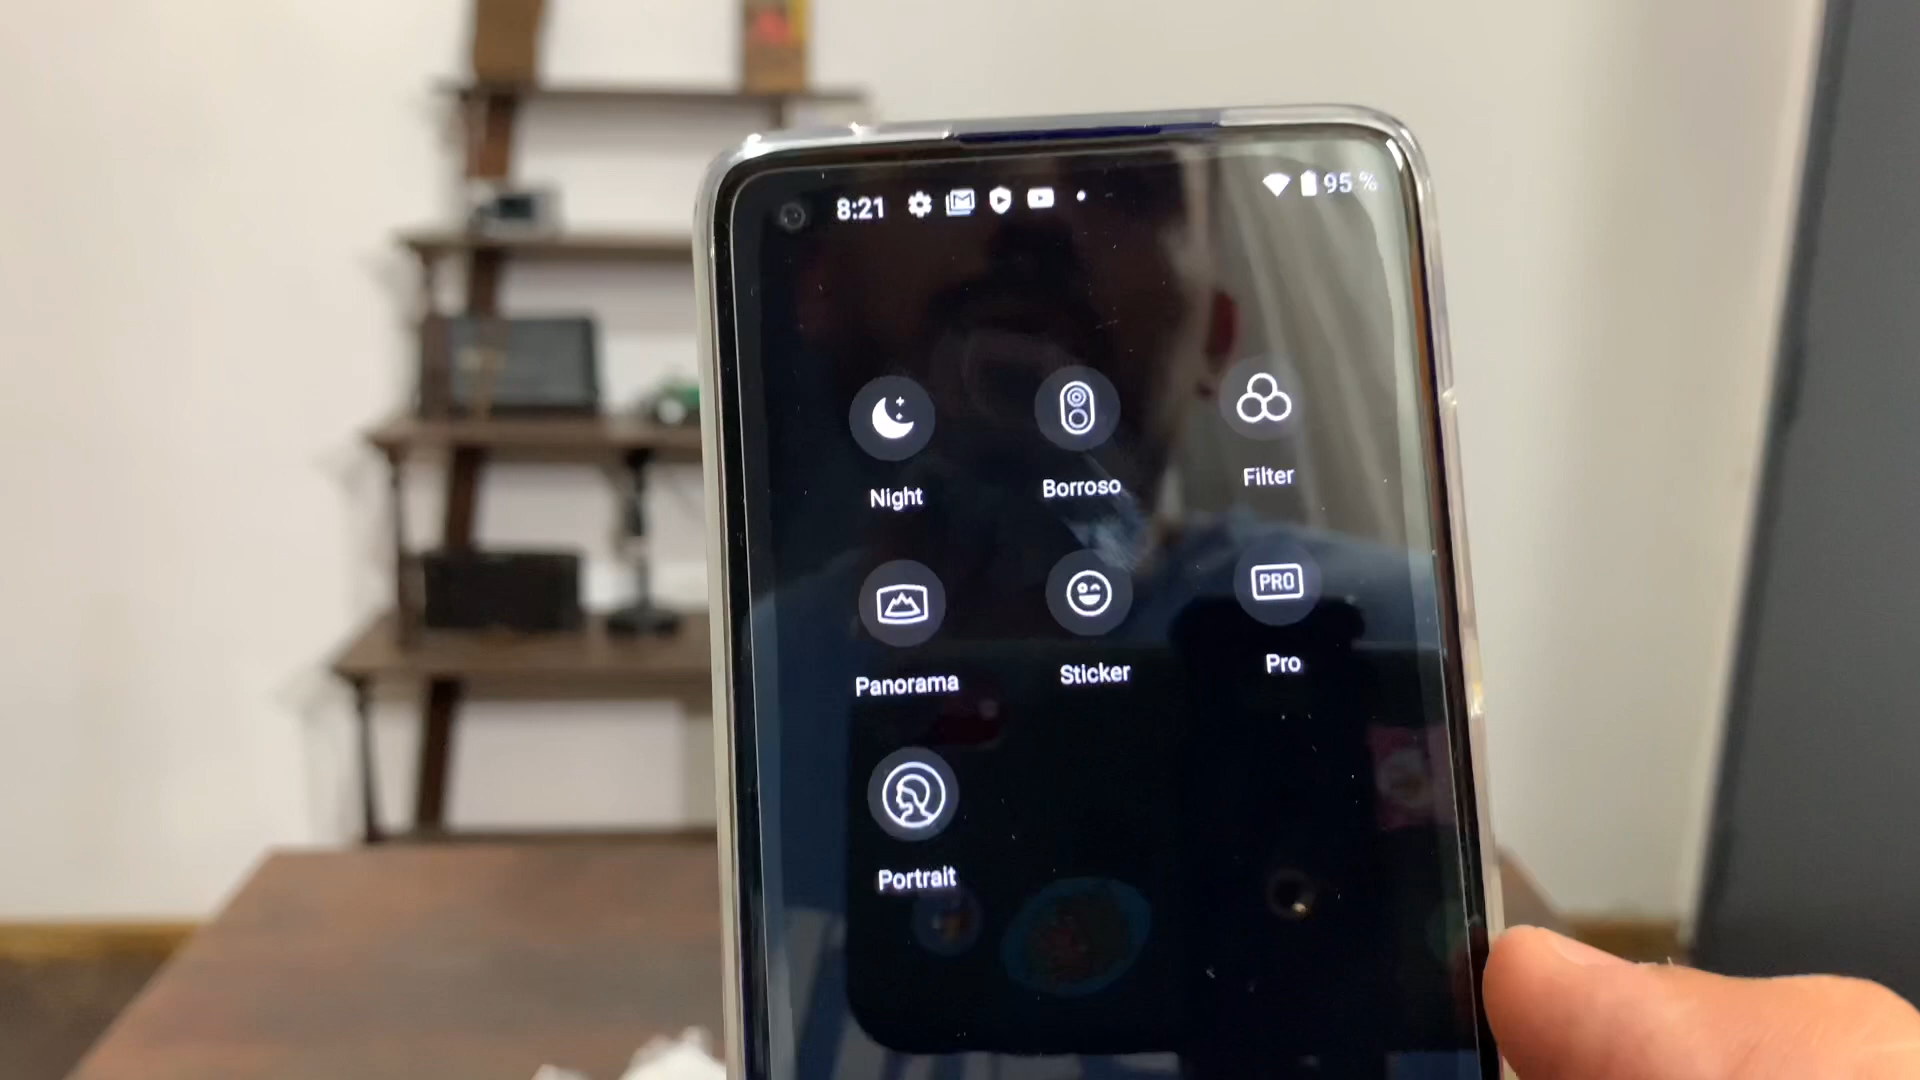 8:21 95 %
Night Borroso Filter
PRO
Panorama Sticker Pro
Portrait